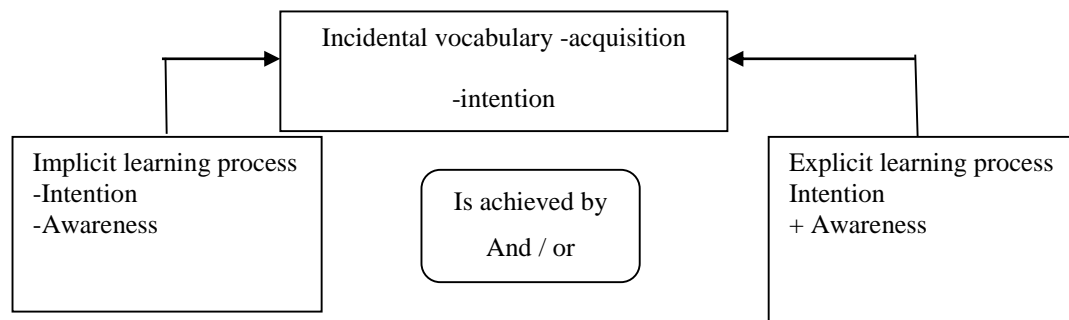 Incidental vocabulary -acquisition
-intention
Implicit learning process
-Intention
-Awareness
Is achieved by
And / or
Explicit learning process
Intention
+ Awareness